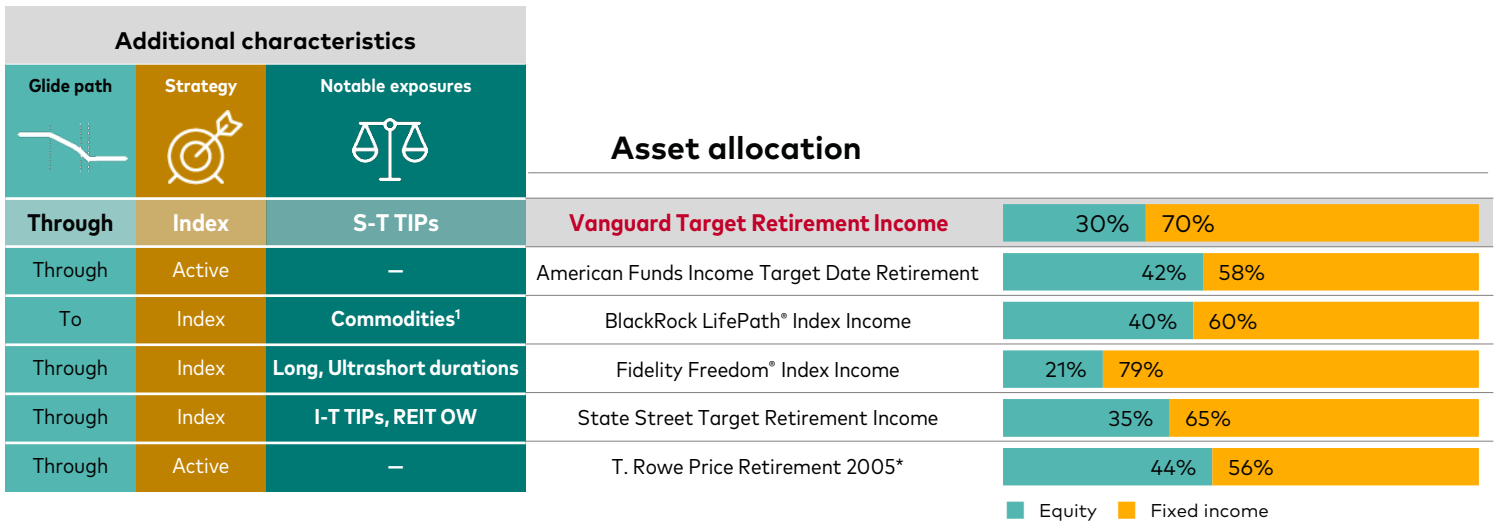 Additional characteristics
Glide path Strategy Notable exposures
Asset allocation
Through Index S-T TIPs Vanguard Target Retirement Income 30% 70%
Through Active – American Funds Income Target Date Retirement 42% 58%
To Index Commodities¹ BlackRock LifePath® Index Income 40% 60%
Through Index Long, Ultrashort durations Fidelity Freedom® Index Income 21% 79%
Through Index I-T TIPs, REIT OW State Street Target Retirement Income 35% 65%
Through Active – T. Rowe Price Retirement 2005* 44% 56%
Equity Fixed income